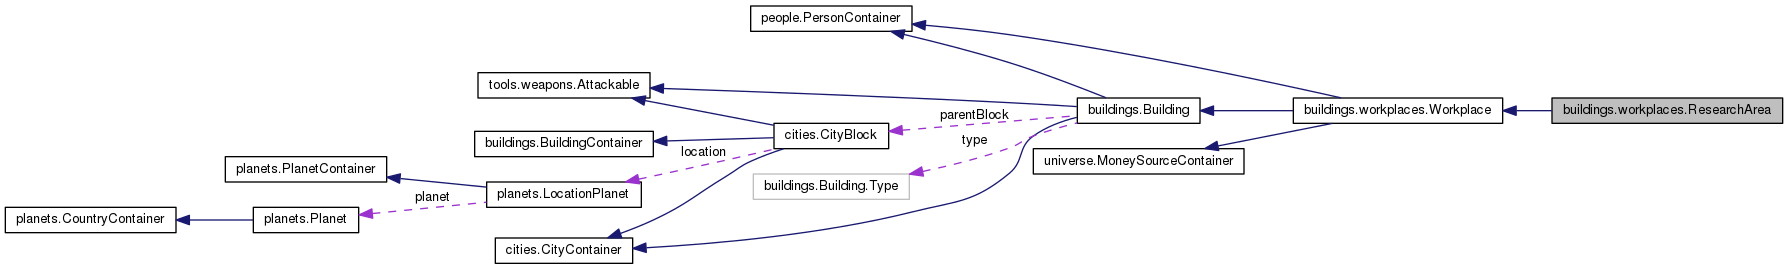 people.PersonContainer
tools.weapons.Attackable
buildings.Building
buildings.workplaces.Workplace
buildings.workplaces.ResearchArea
parentBlock
cities.CityBlock
buildings.BuildingContainer
type
location
universe.MoneySourceContainer
planets.PlanetContainer
buildings.Building.Type
planets.LocationPlanet
planet
planets.CountryContainer
planets.Planet
cities.CityContainer